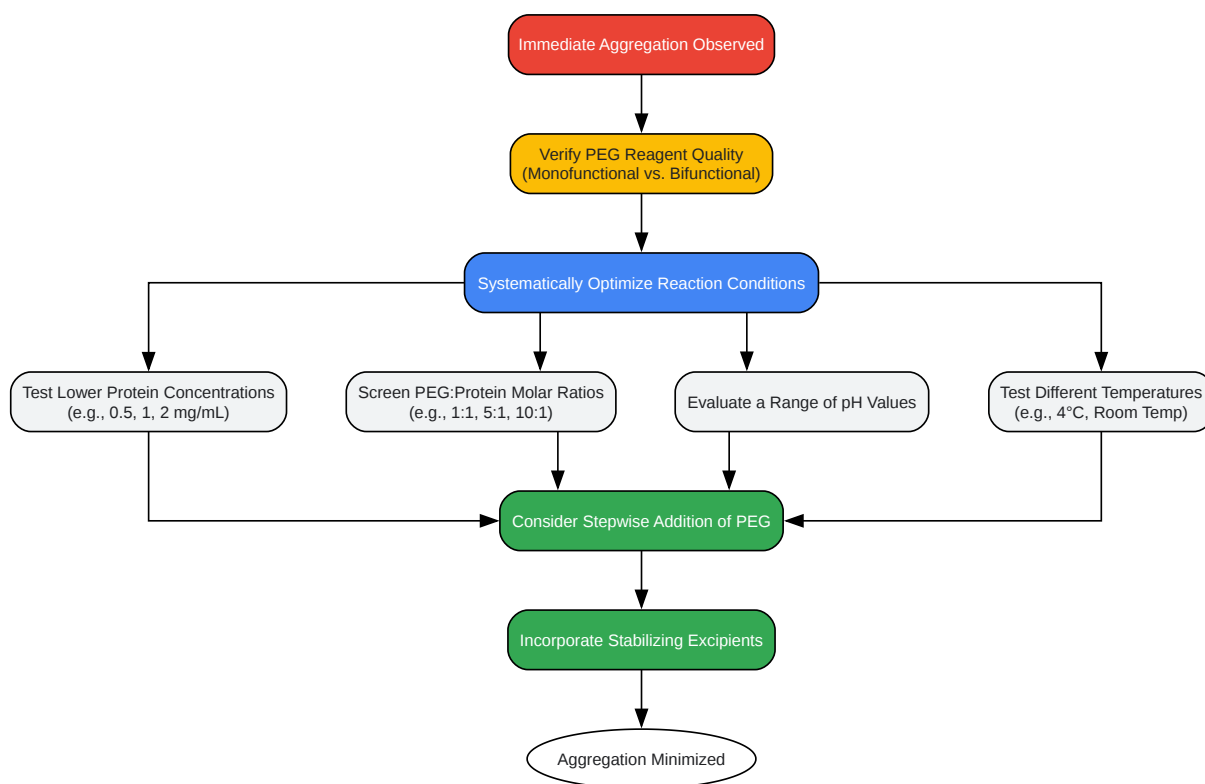 Immediate Aggregation Observed
Verify PEG Reagent Quality
(Monofunctional vs. Bifunctional)
Systematically Optimize Reaction Conditions
Test Lower Protein Concentrations
(e.g., 0.5, 1, 2 mg/mL)
Screen PEG:Protein Molar Ratios
(e.g., 1:1, 5:1, 10:1)
Evaluate a Range of pH Values
Test Different Temperatures
(e.g., 4°C, Room Temp)
Consider Stepwise Addition of PEG
Incorporate Stabilizing Excipients
Aggregation Minimized